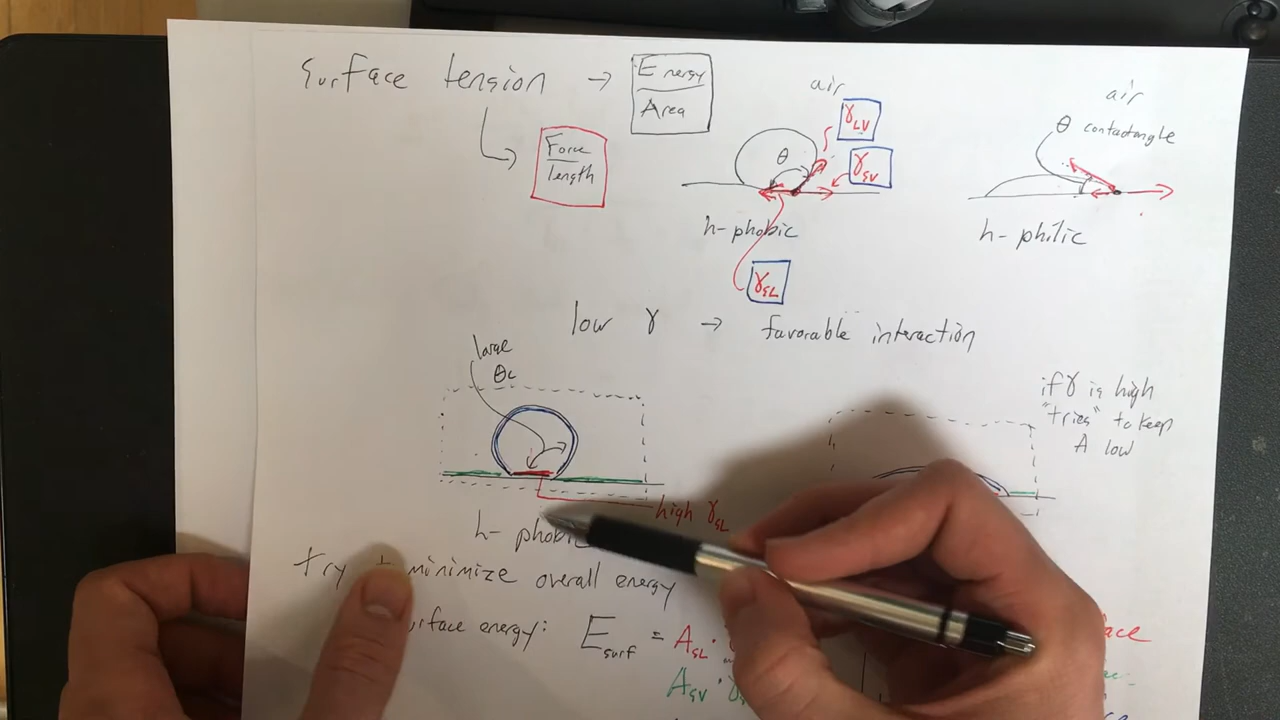 Surface tension → Energy
Area
Force
length
air
γLV
γSV
θ
h-phobic
γSL
air
θ contact angle
h-philic
low γ → favorable interaction
large
θc
if γ is high
"tries" to keep
A low
high γSL
h-phobic
try minimize overall energy
urface energy: Esurf = ASL ·
ASV ·